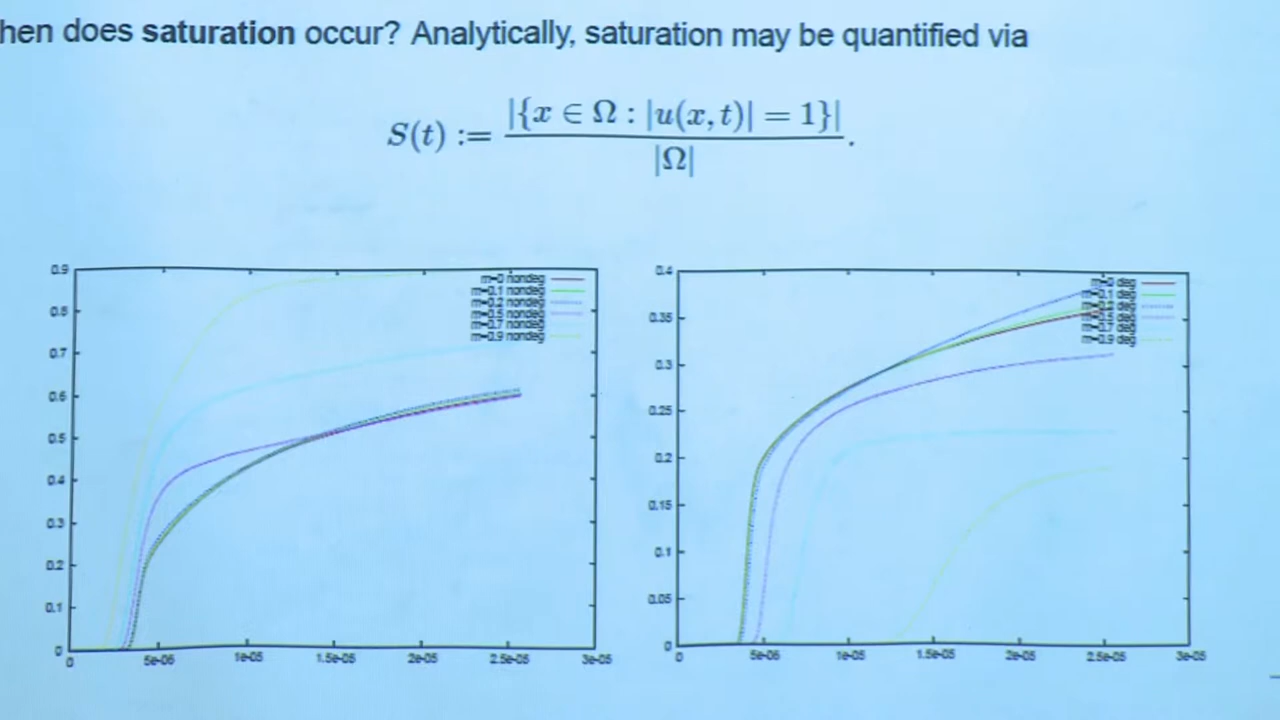 hen does saturation occur? Analytically, saturation may be quantified via
S(t) := |{x ∈ Ω : |u(x,t)| = 1}| / |Ω| .
0.9
0.8
0.7
0.6
0.5
0.4
0.3
0.2
0.1
0
0 5e-06 1e-05 1.5e-05 2e-05 2.5e-05 3e-05
m=0 nondeg
m=0.1 nondeg
m=0.2 nondeg
m=0.5 nondeg
m=0.7 nondeg
m=0.9 nondeg
0.4
0.35
0.3
0.25
0.2
0.15
0.1
0.05
0
0 5e-06 1e-05 1.5e-05 2e-05 2.5e-05 3e-05
m=0 deg
m=0.1 deg
m=0.2 deg
m=0.5 deg
m=0.7 deg
m=0.9 deg